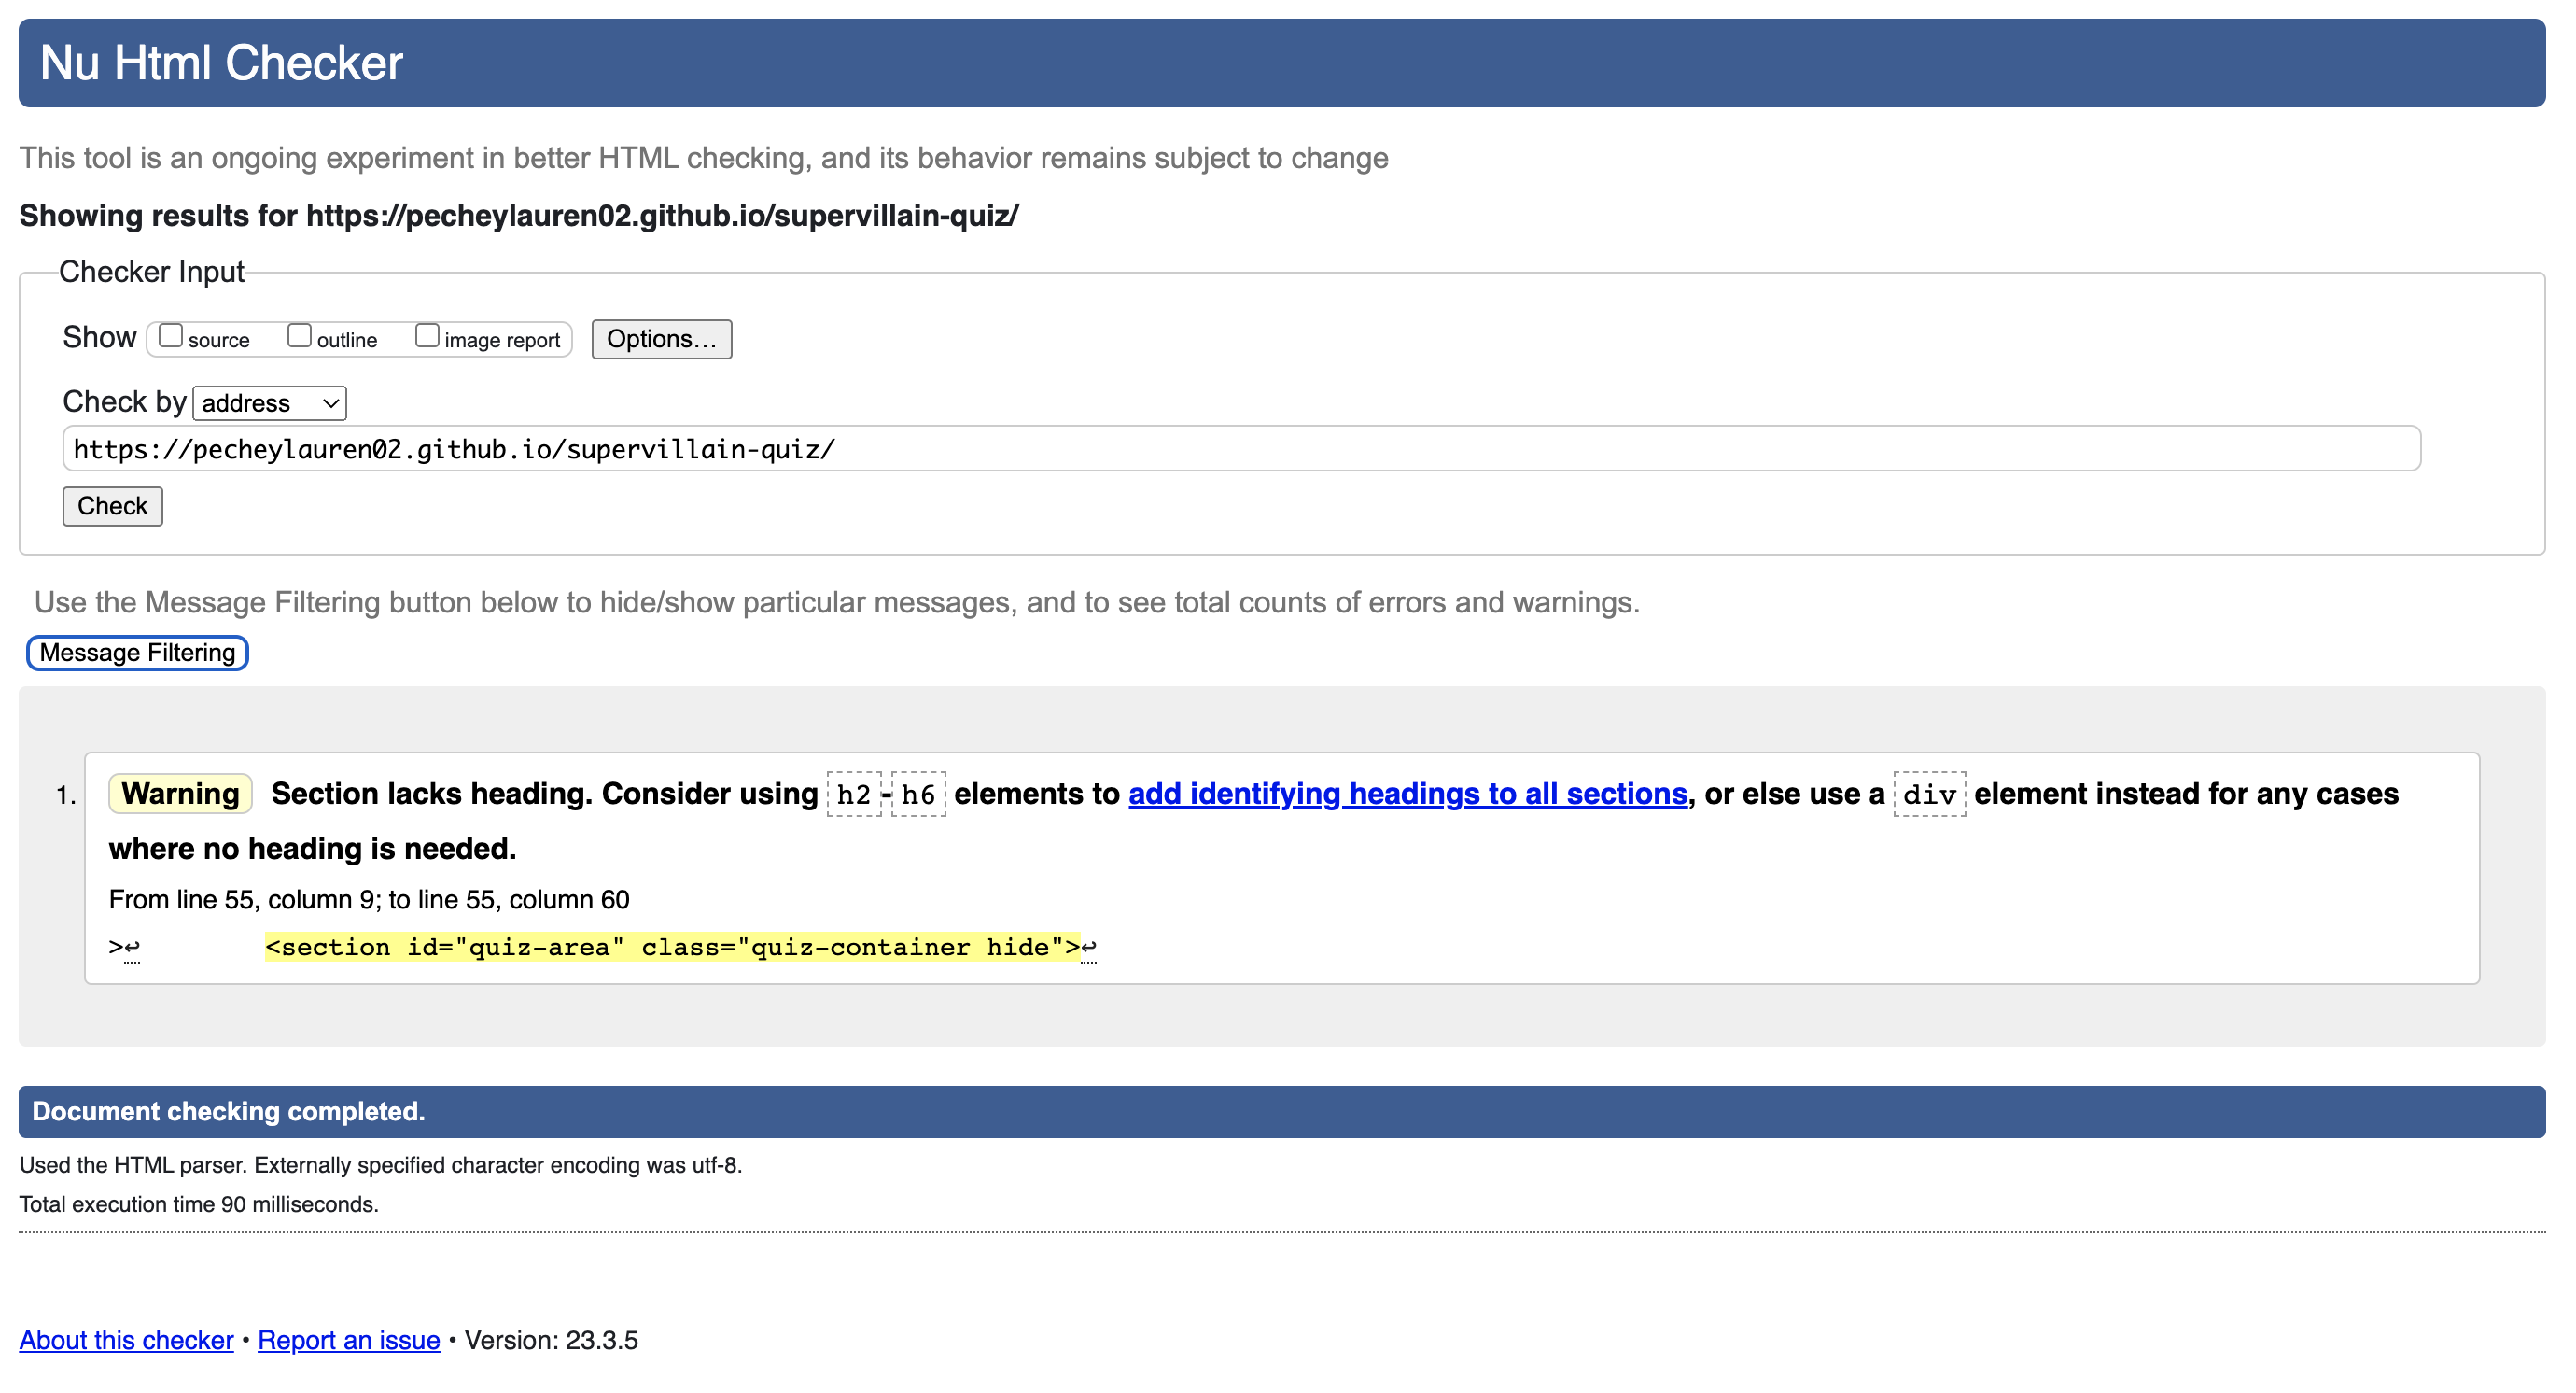 Nu Html Checker
This tool is an ongoing experiment in better HTML checking, and its behavior remains subject to change
Showing results for https://pecheylauren02.github.io/supervillain-quiz/
Checker Input
Show source outline image report Options...
Check by address
https://pecheylauren02.github.io/supervillain-quiz/
Check
Use the Message Filtering button below to hide/show particular messages, and to see total counts of errors and warnings.
Message Filtering
1. Warning Section lacks heading. Consider using h2-h6 elements to add identifying headings to all sections, or else use a div element instead for any cases
where no heading is needed.
From line 55, column 9; to line 55, column 60
>↩ <section id="quiz-area" class="quiz-container hide">↩
Document checking completed.
Used the HTML parser. Externally specified character encoding was utf-8.
Total execution time 90 milliseconds.
About this checker • Report an issue • Version: 23.3.5